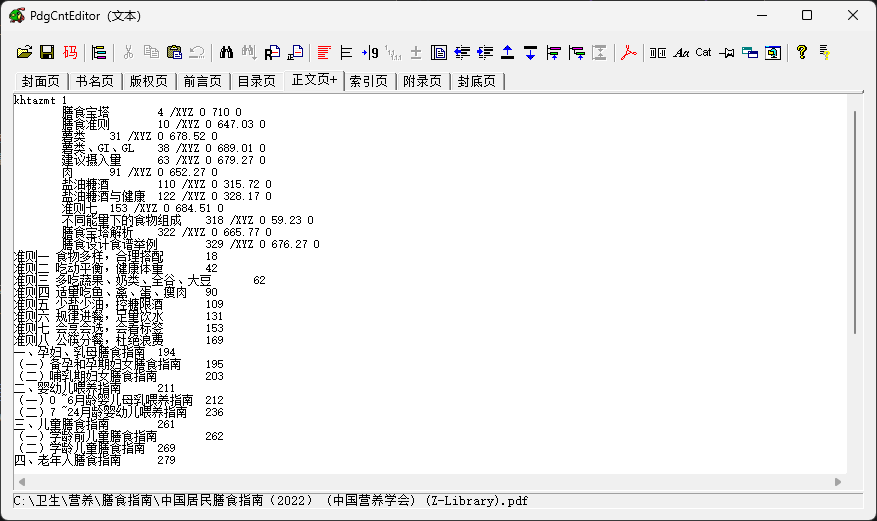 PdgCntEditor（文本）
码 R 9 Aa Cat ?
封面页 书名页 版权页 前言页 目录页 正文页+ 索引页 附录页 封底页
khtazmt 1
膳食宝塔 4 /XYZ 0 710 0
膳食准则 10 /XYZ 0 647.03 0
薯类 31 /XYZ 0 678.52 0
薯类、GI、GL 38 /XYZ 0 689.01 0
建议摄入量 63 /XYZ 0 679.27 0
肉 91 /XYZ 0 652.27 0
盐油糖酒 110 /XYZ 0 315.72 0
盐油糖酒与健康 122 /XYZ 0 328.17 0
准则七 153 /XYZ 0 684.51 0
不同能量下的食物组成 318 /XYZ 0 59.23 0
膳食宝塔解析 322 /XYZ 0 665.77 0
膳食设计食谱举例 329 /XYZ 0 676.27 0
准则一 食物多样，合理搭配 18
准则二 吃动平衡，健康体重 42
准则三 多吃蔬果、奶类、全谷、大豆 62
准则四 适量吃鱼、禽、蛋、瘦肉 90
准则五 少盐少油，控糖限酒 109
准则六 规律进餐，足量饮水 131
准则七 会烹会选，会看标签 153
准则八 公筷分餐，杜绝浪费 169
一、孕妇、乳母膳食指南 194
（一）备孕和孕期妇女膳食指南 195
（二）哺乳期妇女膳食指南 203
二、婴幼儿喂养指南 211
（一）0 ~6月龄婴儿母乳喂养指南 212
（二）7 ~24月龄婴幼儿喂养指南 236
三、儿童膳食指南 261
（一）学龄前儿童膳食指南 262
（二）学龄儿童膳食指南 269
四、老年人膳食指南 279
C:\卫生\营养\膳食指南\中国居民膳食指南（2022）（中国营养学会）(Z-Library).pdf